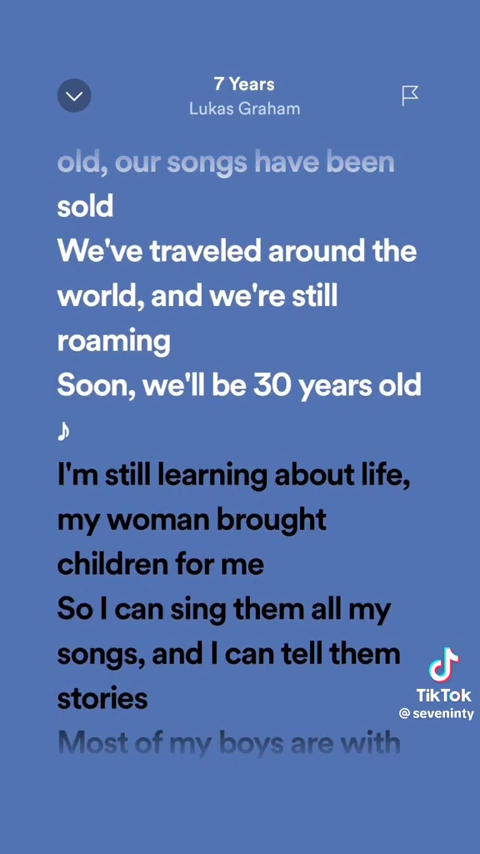 7 Years
Lukas Graham
old, our songs have been
sold
We've traveled around the
world, and we're still
roaming
Soon, we'll be 30 years old
♪
I'm still learning about life,
my woman brought
children for me
So I can sing them all my
songs, and I can tell them
stories
Most of my boys are with
TikTok
@seveninty